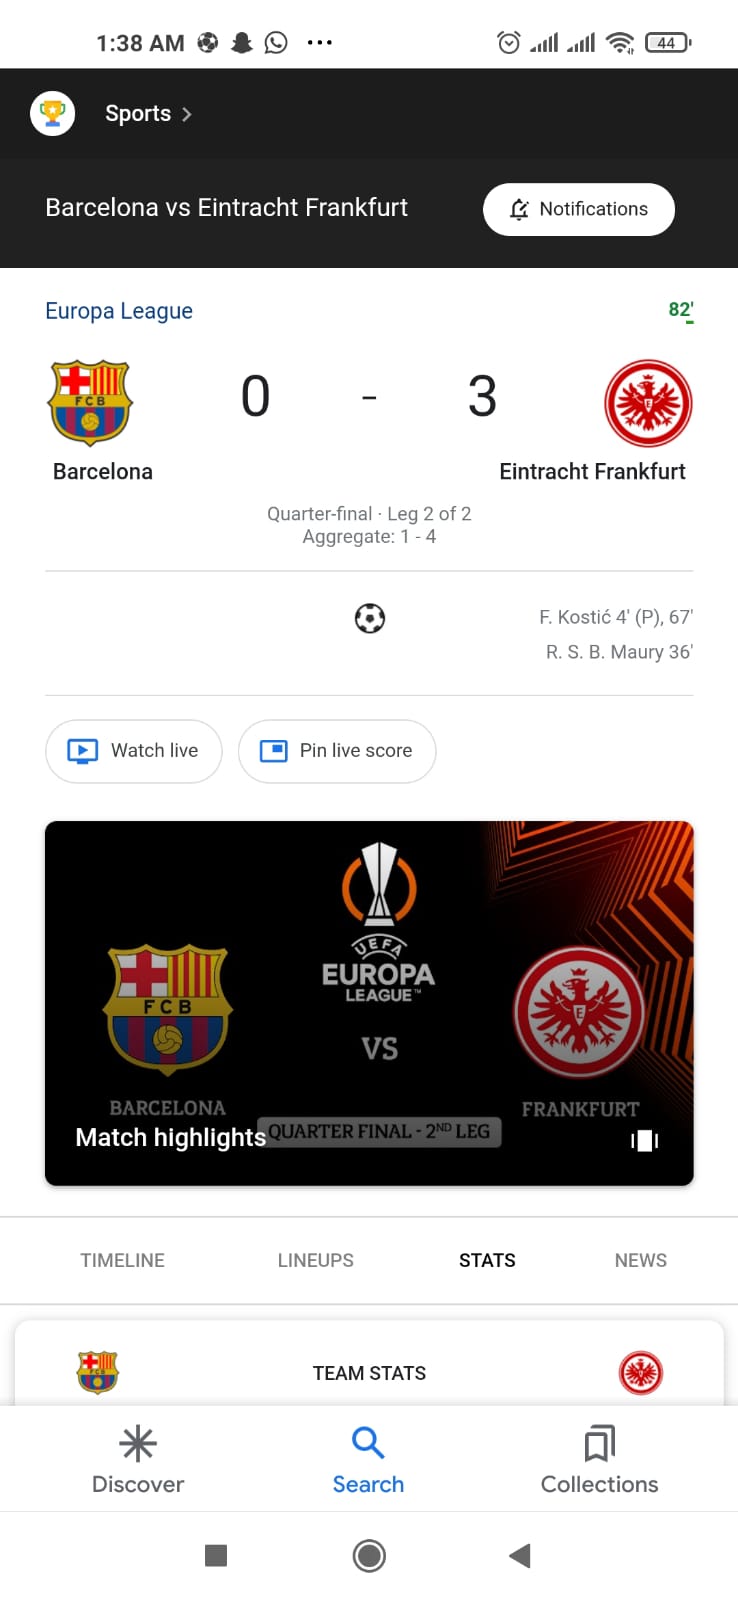 1:38 AM
44
Sports
Barcelona vs Eintracht Frankfurt
Notifications
Europa League
82'
FCB
0 - 3
Barcelona
Eintracht Frankfurt
Quarter-final · Leg 2 of 2
Aggregate: 1 - 4
F. Kostić 4' (P), 67'
R. S. B. Maury 36'
Watch live
Pin live score
UEFA
EUROPA
LEAGUE™
FCB
VS
BARCELONA
FRANKFURT
Match highlights
QUARTER FINAL - 2ND LEG
TIMELINE
LINEUPS
STATS
NEWS
FCB
TEAM STATS
Discover
Search
Collections